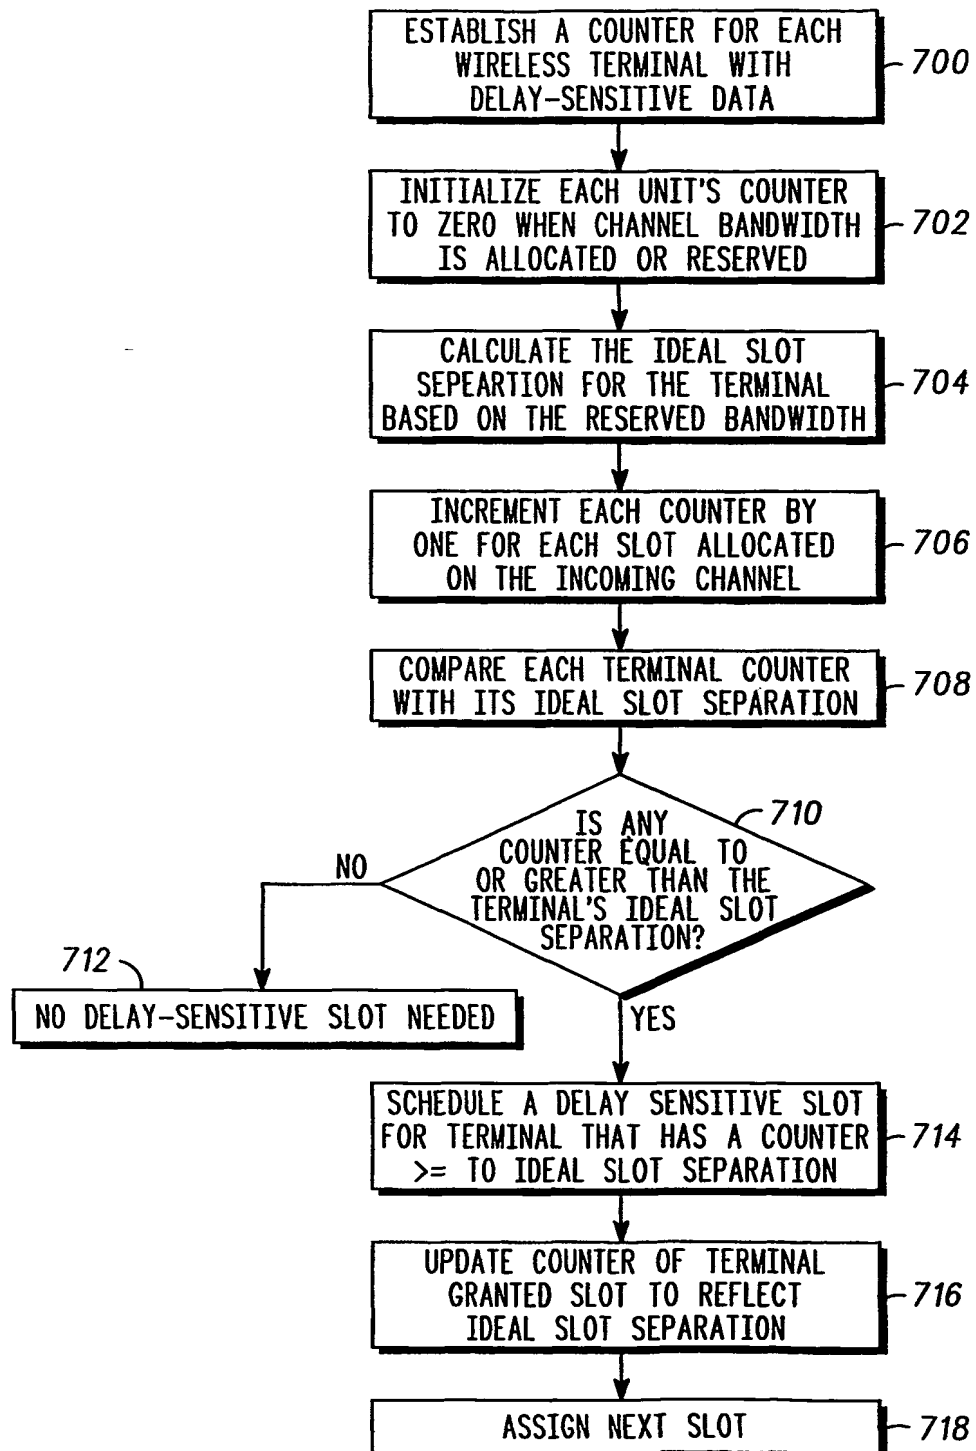 ESTABLISH A COUNTER FOR EACH
WIRELESS TERMINAL WITH
DELAY-SENSITIVE DATA
700
INITIALIZE EACH UNIT'S COUNTER
TO ZERO WHEN CHANNEL BANDWIDTH
IS ALLOCATED OR RESERVED
702
CALCULATE THE IDEAL SLOT
SEPEARTION FOR THE TERMINAL
BASED ON THE RESERVED BANDWIDTH
704
INCREMENT EACH COUNTER BY
ONE FOR EACH SLOT ALLOCATED
ON THE INCOMING CHANNEL
706
COMPARE EACH TERMINAL COUNTER
WITH ITS IDEAL SLOT SEPARATION
708
710
IS ANY
COUNTER EQUAL TO
OR GREATER THAN THE
TERMINAL'S IDEAL SLOT
SEPARATION?
NO
712
NO DELAY-SENSITIVE SLOT NEEDED
YES
SCHEDULE A DELAY SENSITIVE SLOT
FOR TERMINAL THAT HAS A COUNTER
>= TO IDEAL SLOT SEPARATION
714
UPDATE COUNTER OF TERMINAL
GRANTED SLOT TO REFLECT
IDEAL SLOT SEPARATION
716
ASSIGN NEXT SLOT
718